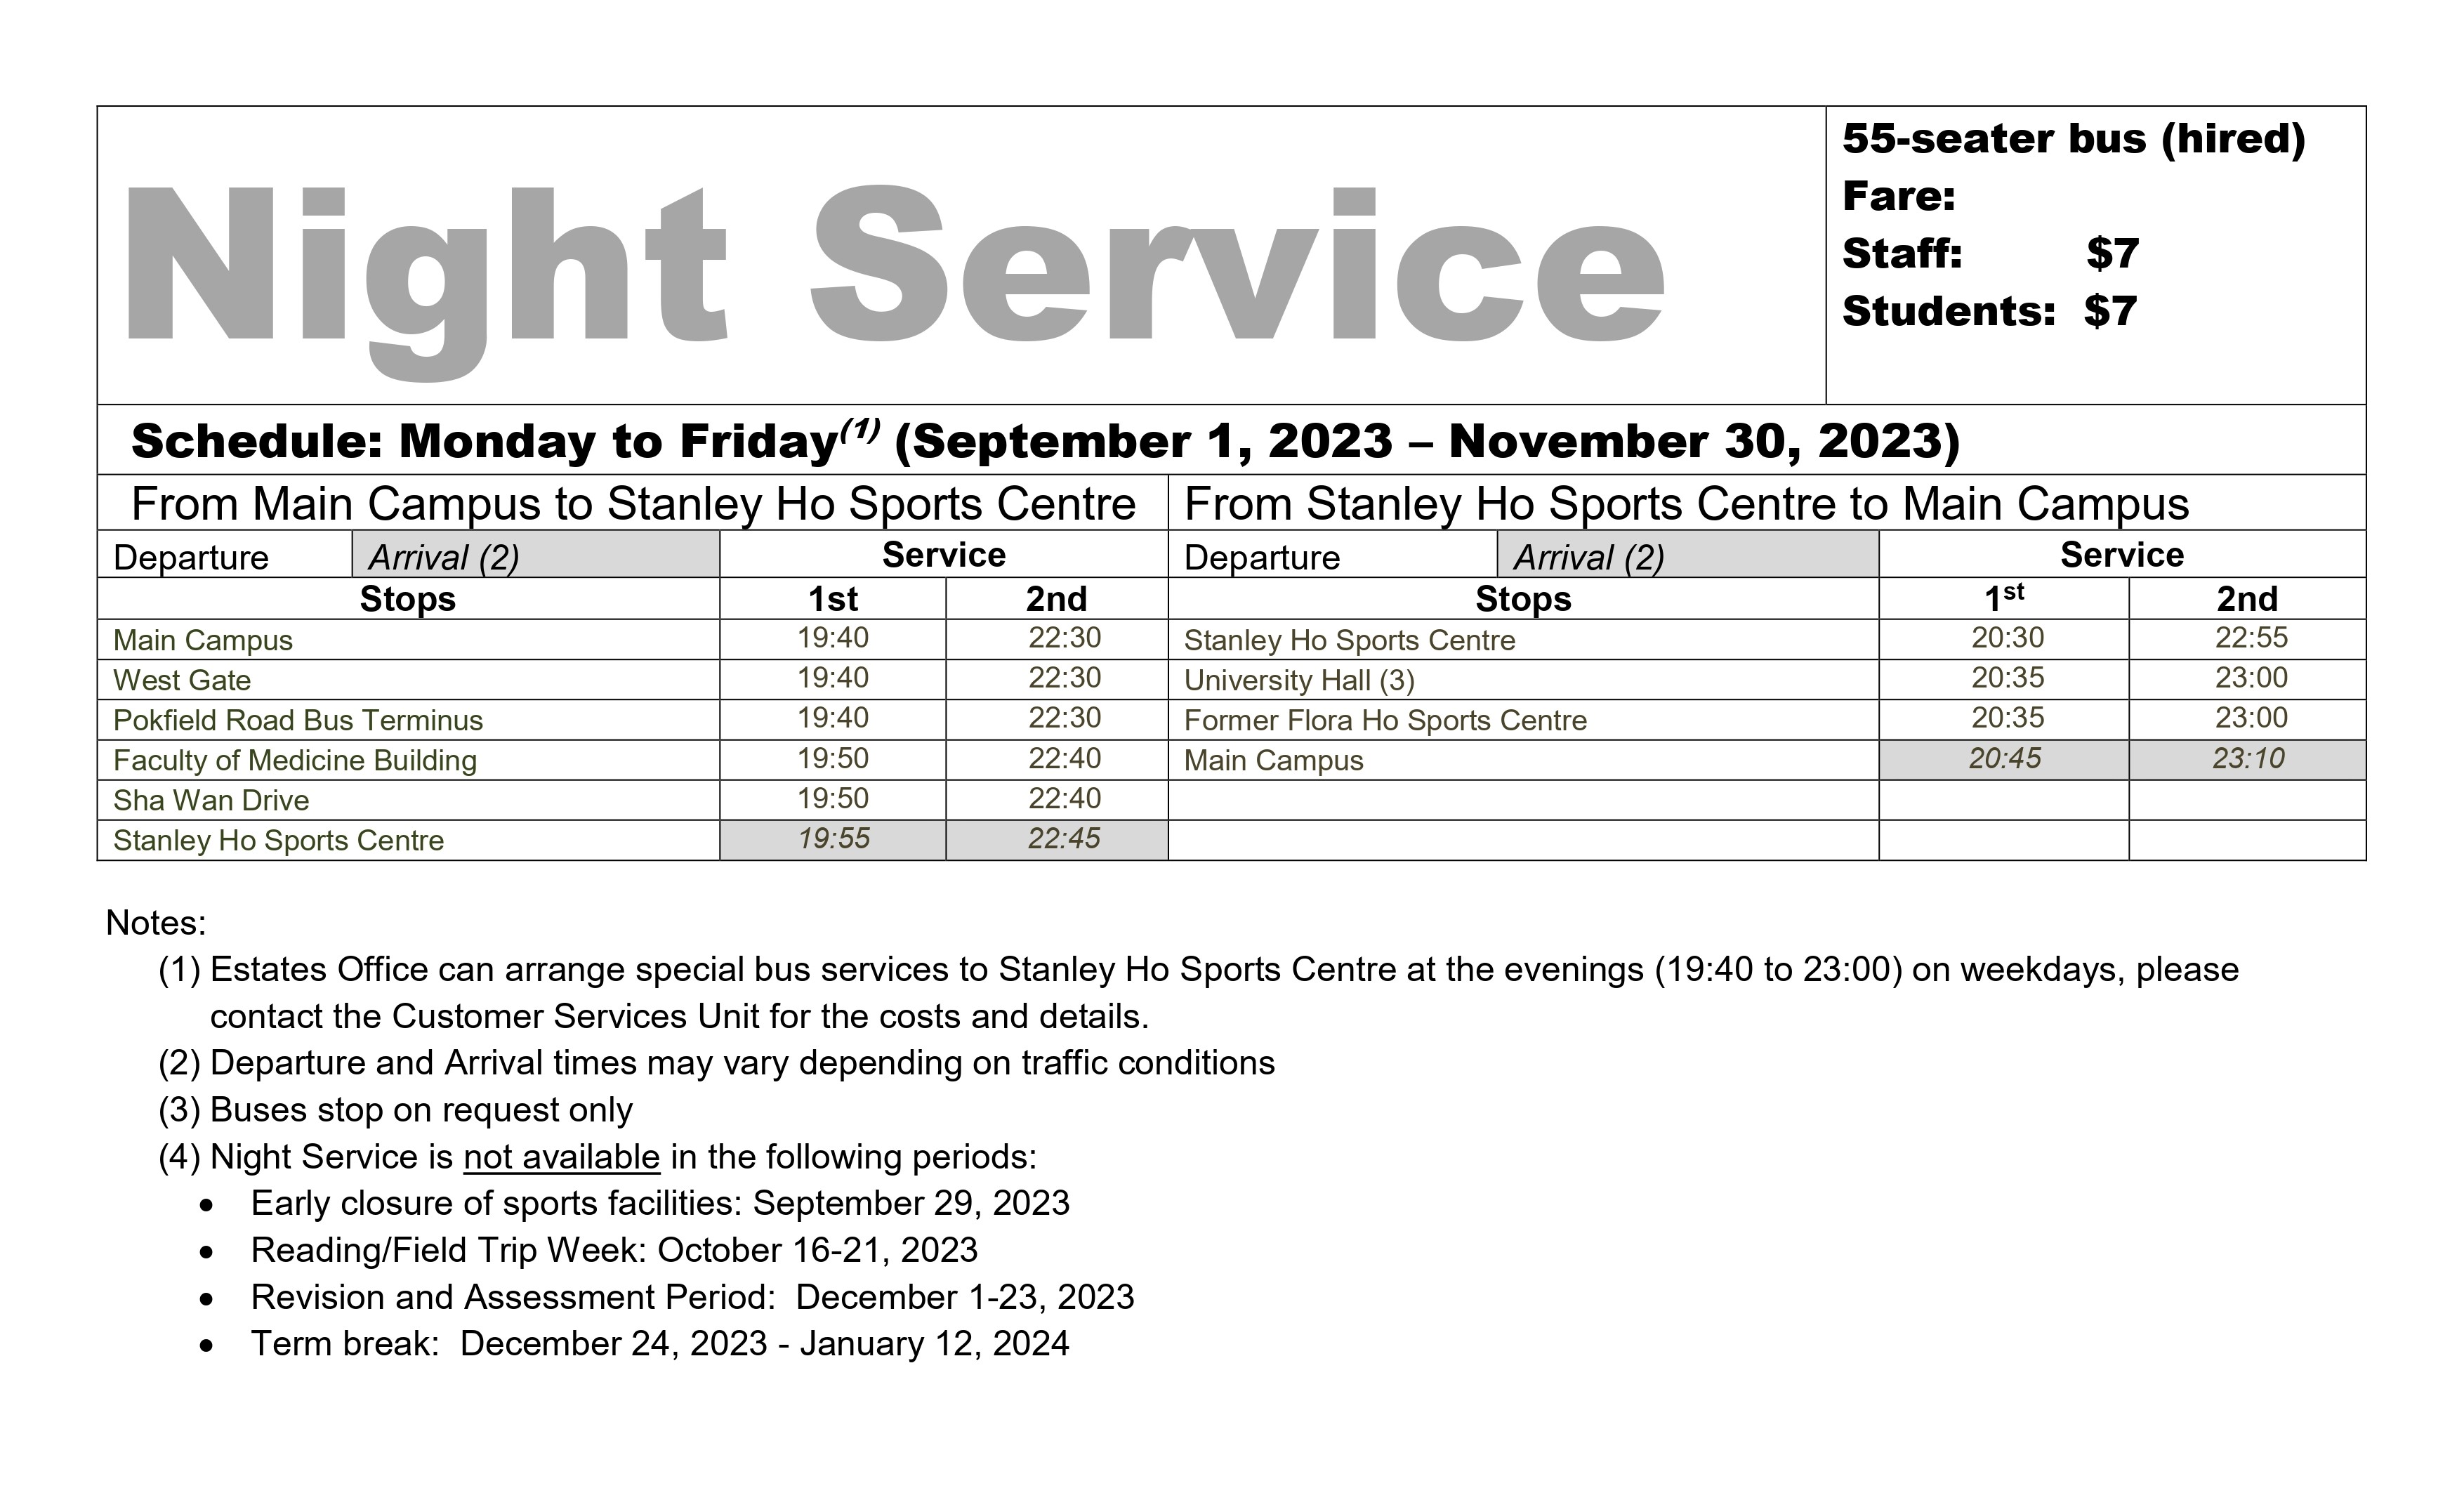 Night Service
55-seater bus (hired)
Fare:
Staff: $7
Students: $7
Schedule: Monday to Friday(1) (September 1, 2023 – November 30, 2023)
From Main Campus to Stanley Ho Sports Centre From Stanley Ho Sports Centre to Main Campus
Departure Arrival (2) Service Departure Arrival (2) Service
Stops 1st 2nd Stops 1st 2nd
Main Campus 19:40 22:30 Stanley Ho Sports Centre 20:30 22:55
West Gate 19:40 22:30 University Hall (3) 20:35 23:00
Pokfield Road Bus Terminus 19:40 22:30 Former Flora Ho Sports Centre 20:35 23:00
Faculty of Medicine Building 19:50 22:40 Main Campus 20:45 23:10
Sha Wan Drive 19:50 22:40
Stanley Ho Sports Centre 19:55 22:45
Notes:
(1) Estates Office can arrange special bus services to Stanley Ho Sports Centre at the evenings (19:40 to 23:00) on weekdays, please
contact the Customer Services Unit for the costs and details.
(2) Departure and Arrival times may vary depending on traffic conditions
(3) Buses stop on request only
(4) Night Service is not available in the following periods:
• Early closure of sports facilities: September 29, 2023
• Reading/Field Trip Week: October 16-21, 2023
• Revision and Assessment Period: December 1-23, 2023
• Term break: December 24, 2023 - January 12, 2024